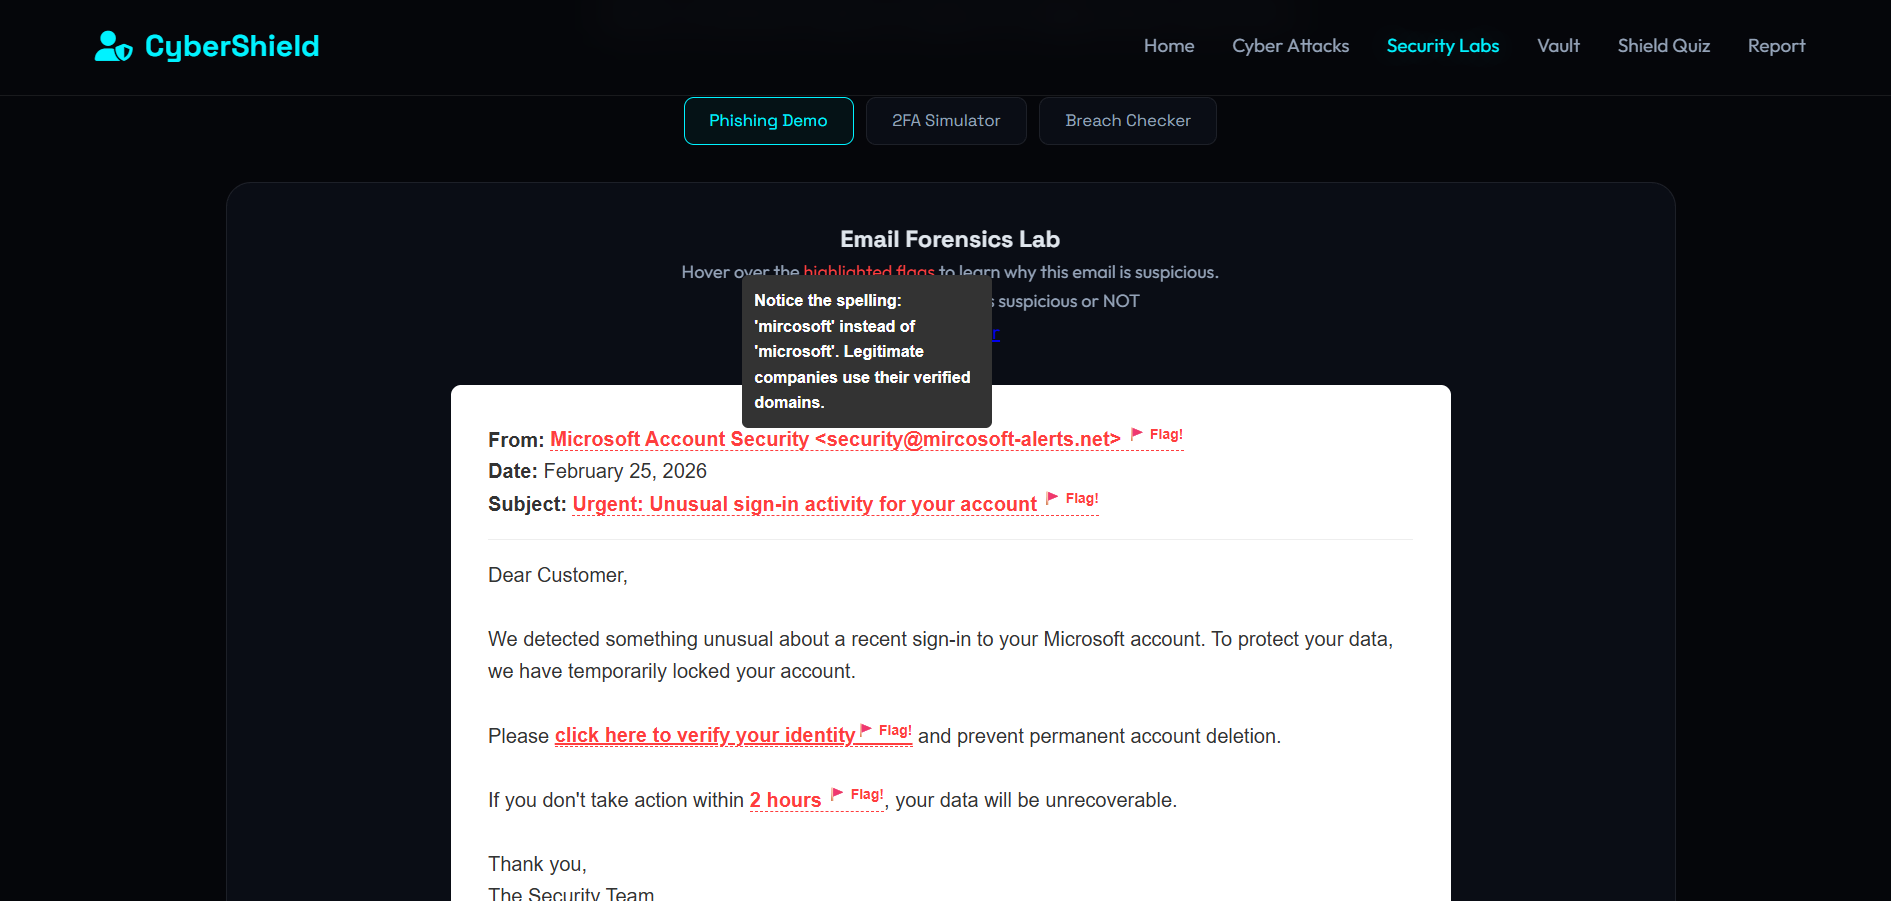 CyberShield
Home
Cyber Attacks
Security Labs
Vault
Shield Quiz
Report
Phishing Demo
2FA Simulator
Breach Checker
Email Forensics Lab
Hover over the highlighted flags to learn why this email is suspicious.
suspicious or NOT
Notice the spelling:
'mircosoft' instead of
'microsoft'. Legitimate
companies use their verified
domains.
From: Microsoft Account Security <security@mircosoft-alerts.net> Flag!
Date: February 25, 2026
Subject: Urgent: Unusual sign-in activity for your account Flag!
Dear Customer,
We detected something unusual about a recent sign-in to your Microsoft account. To protect your data,
we have temporarily locked your account.
Please click here to verify your identity Flag! and prevent permanent account deletion.
If you don't take action within 2 hours Flag!, your data will be unrecoverable.
Thank you,
The Security Team